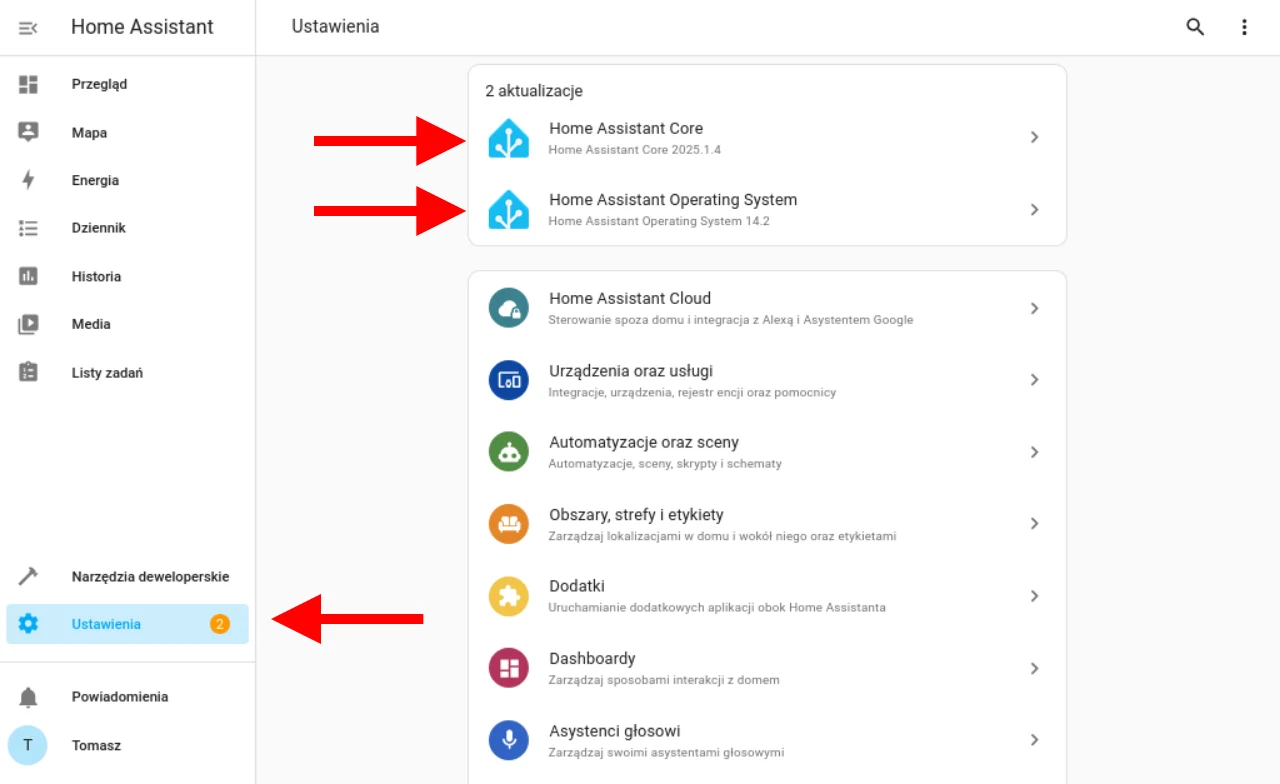 Home Assistant
Ustawienia
Przegląd
Mapa
Energia
Dziennik
Historia
Media
Listy zadań
Narzędzia deweloperskie
Ustawienia 2
Powiadomienia
T Tomasz
2 aktualizacje
Home Assistant Core
Home Assistant Core 2025.1.4
Home Assistant Operating System
Home Assistant Operating System 14.2
Home Assistant Cloud
Sterowanie spoza domu i integracja z Alexą i Asystentem Google
Urządzenia oraz usługi
Integracje, urządzenia, rejestr encji oraz pomocnicy
Automatyzacje oraz sceny
Automatyzacje, sceny, skrypty i schematy
Obszary, strefy i etykiety
Zarządzaj lokalizacjami w domu i wokół niego oraz etykietami
Dodatki
Uruchamianie dodatkowych aplikacji obok Home Assistanta
Dashboardy
Zarządzaj sposobami interakcji z domem
Asystenci głosowi
Zarządzaj swoimi asystentami głosowymi